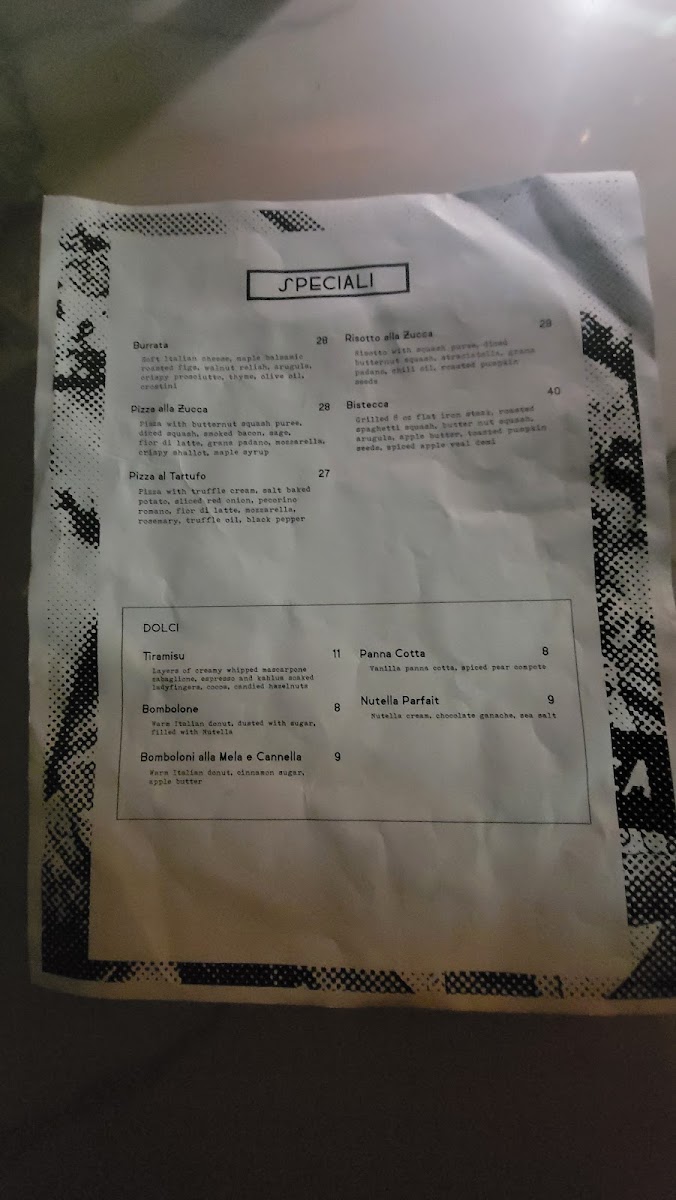 SPECIALI
Burrata 28
Soft Italian cheese, maple balsamic
roasted figs, walnut relish, arugula,
crispy prosciutto, thyme, olive oil,
crostini
Pizza alla Zucca 28
Pizza with butternut squash puree,
diced squash, smoked bacon, sage,
fior di latte, grana padano, mozzarella,
crispy shallot, maple syrup
Pizza al Tartufo 27
Pizza with truffle cream, salt baked
potato, sliced red onion, pecorino
romano, fior di latte, mozzarella,
rosemary, truffle oil, black pepper
Risotto alla Zucca 28
Risotto with squash puree, diced
butternut squash, stracciatella, grana
padano, chili oil, roasted pumpkin
seeds
Bistecca 40
Grilled 8 oz flat iron steak, roasted
spaghetti squash, butter nut squash,
arugula, apple butter, toasted pumpkin
seeds, spiced apple veal demi
DOLCI
Tiramisu 11
Layers of creamy whipped mascarpone
zabaglione, espresso and kahlua soaked
ladyfingers, cocoa, candied hazelnuts
Bombolone 8
Warm Italian donut, dusted with sugar,
filled with Nutella
Bomboloni alla Mela e Cannella 9
Warm Italian donut, cinnamon sugar,
apple butter
Panna Cotta 8
Vanilla panna cotta, spiced pear compote
Nutella Parfait 9
Nutella cream, chocolate ganache, sea salt